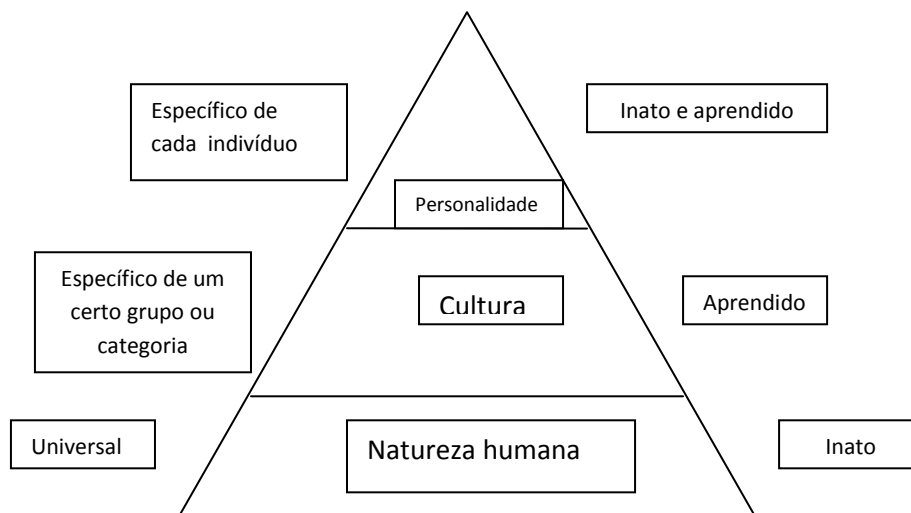 Específico de
cada indivíduo
Inato e aprendido
Personalidade
Específico de um
certo grupo ou
categoria
Cultura
Aprendido
Universal
Natureza humana
Inato